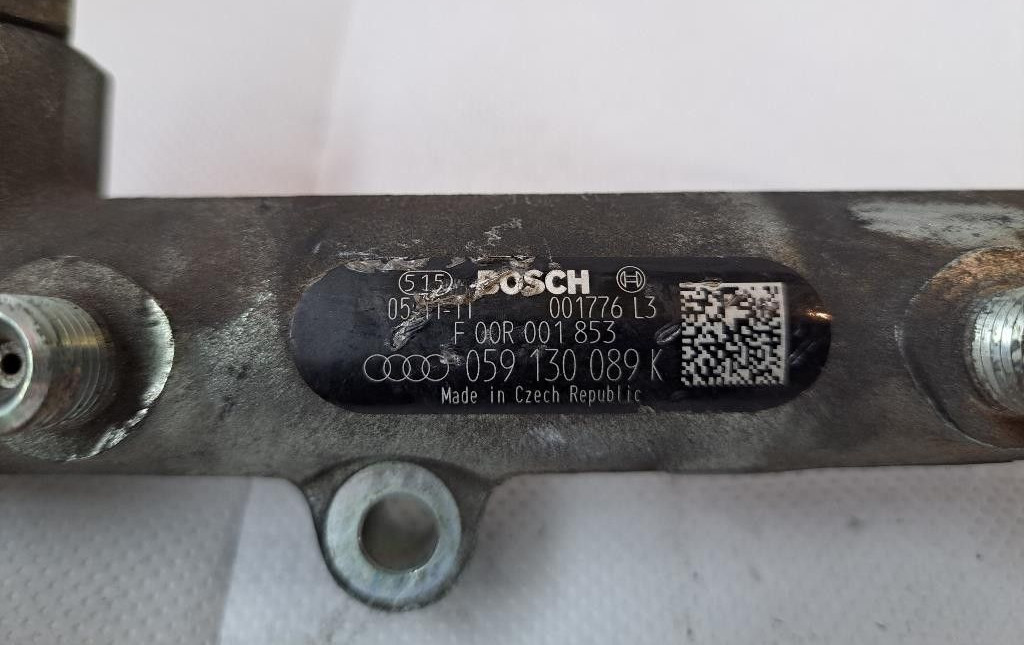 515 BOSCH
05-11-11 001776 L3
F 00R 001 853
059 130 089 K
Made in Czech Republic